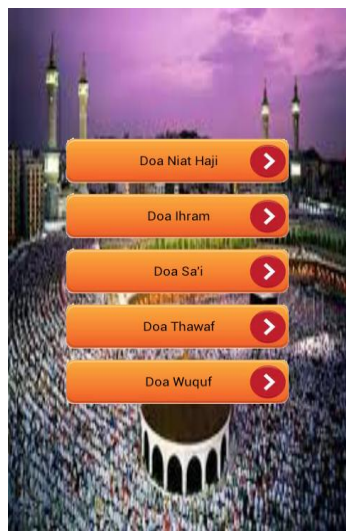 Doa Niat Haji
Doa Ihram
Doa Sa'i
Doa Thawaf
Doa Wuquf